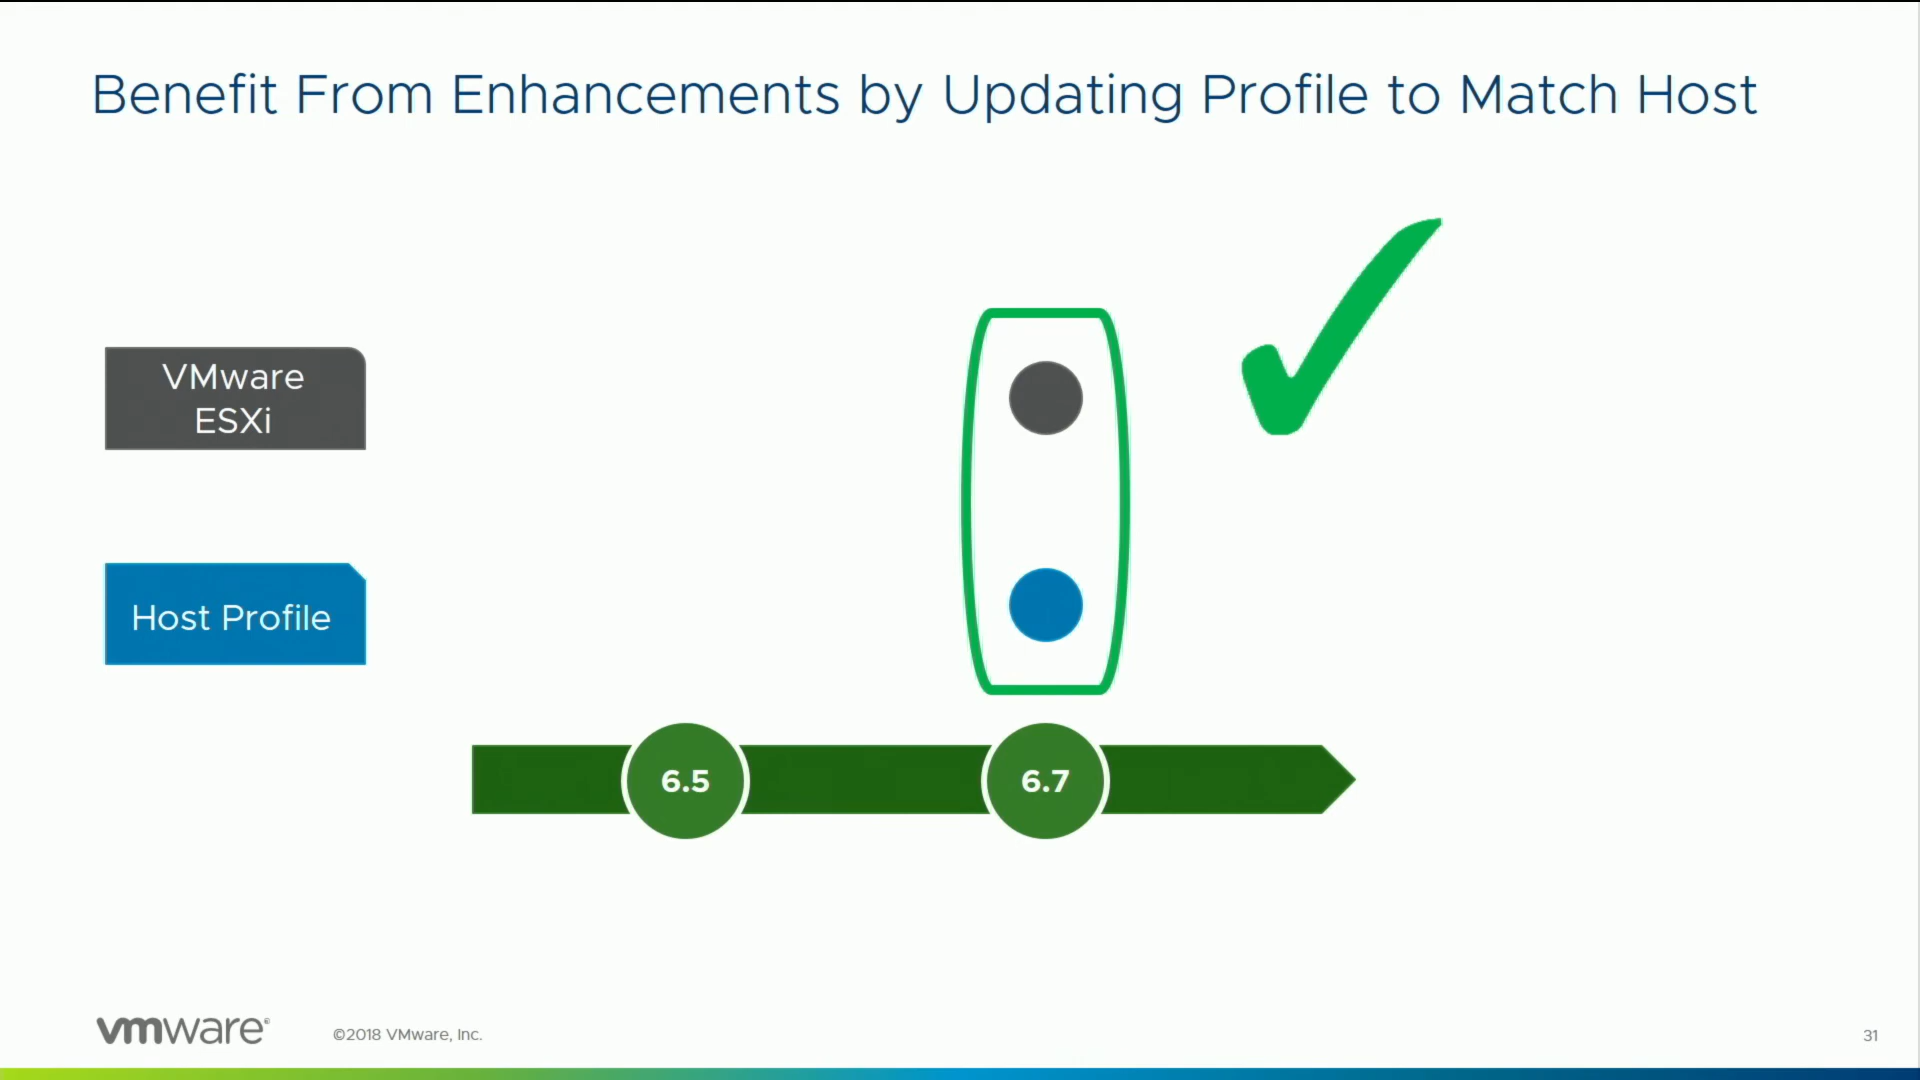 Benefit From Enhancements by Updating Profile to Match Host
VMware
ESXi
Host Profile
6.5
6.7
vmware®
©2018 VMware, Inc.
31